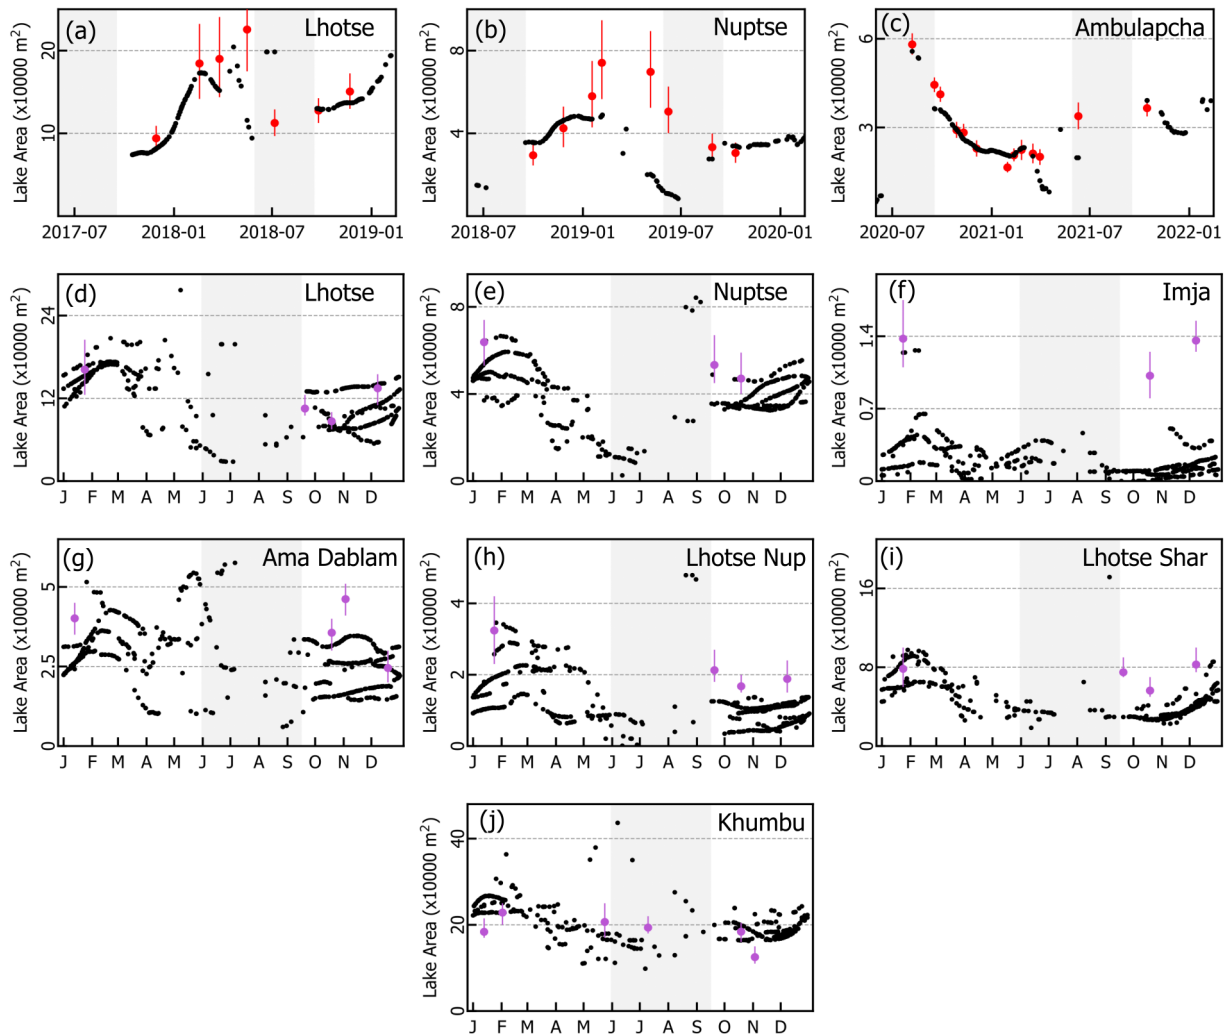 (a) Lhotse
Lake Area (x10000 m²)
20
10
2017-07 2018-01 2018-07 2019-01
(b) Nuptse
Lake Area (x10000 m²)
8
4
0
2018-07 2019-01 2019-07 2020-01
(c) Ambulapcha
Lake Area (x10000 m²)
6
3
2020-07 2021-01 2021-07 2022-01
(d) Lhotse
Lake Area (x10000 m²)
24
12
0
J F M A M J J A S O N D
(e) Nuptse
Lake Area (x10000 m²)
8
4
0
J F M A M J J A S O N D
(f) Imja
Lake Area (x10000 m²)
1.4
0.7
0
J F M A M J J A S O N D
(g) Ama Dablam
Lake Area (x10000 m²)
5
2.5
0
J F M A M J J A S O N D
(h) Lhotse Nup
Lake Area (x10000 m²)
4
2
0
J F M A M J J A S O N D
(i) Lhotse Shar
Lake Area (x10000 m²)
16
8
0
J F M A M J J A S O N D
(j) Khumbu
Lake Area (x10000 m²)
40
20
0
J F M A M J J A S O N D